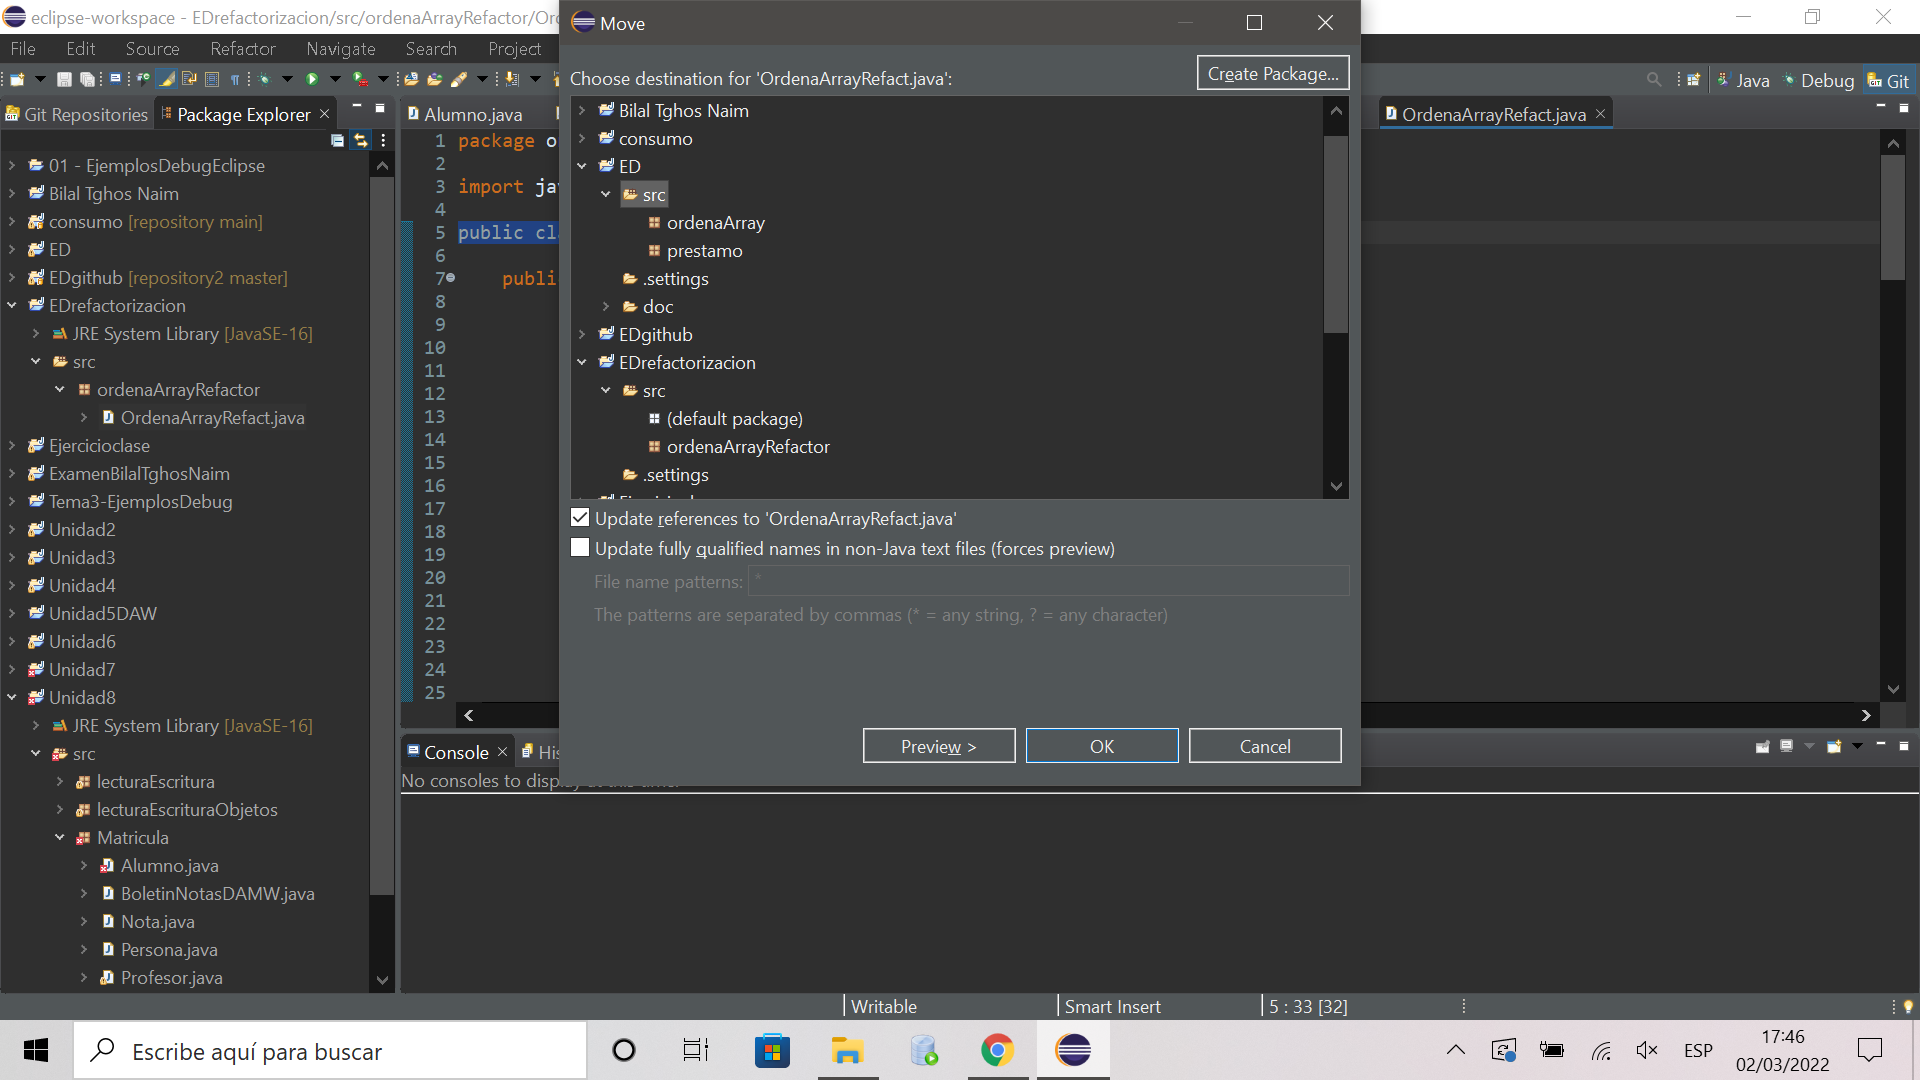 eclipse-workspace - EDrefactorizacion/src/ordenaArrayRefactor/Or
Move
File Edit Source Refactor Navigate Search Project
Choose destination for 'OrdenaArrayRefact.java':
Create Package...
Java Debug Git
Git Repositories Package Explorer
Alumno.java
OrdenaArrayRefact.java
01 - EjemplosDebugEclipse
Bilal Tghos Naim
consumo [repository main]
ED
EDgithub [repository2 master]
EDrefactorizacion
JRE System Library [JavaSE-16]
src
ordenaArrayRefactor
OrdenaArrayRefact.java
Ejercicioclase
ExamenBilalTghosNaim
Tema3-EjemplosDebug
Unidad2
Unidad3
Unidad4
Unidad5DAW
Unidad6
Unidad7
Unidad8
JRE System Library [JavaSE-16]
src
lecturaEscritura
lecturaEscrituraObjetos
Matricula
Alumno.java
BoletinNotasDAMW.java
Nota.java
Persona.java
Profesor.java
1 package o
2
3 import jav
4
5 public cl
6
7 publi
8
9
10
11
12
13
14
15
16
17
18
19
20
21
22
23
24
25
Bilal Tghos Naim
consumo
ED
src
ordenaArray
prestamo
.settings
doc
EDgithub
EDrefactorizacion
src
(default package)
ordenaArrayRefactor
.settings
Update references to 'OrdenaArrayRefact.java'
Update fully qualified names in non-Java text files (forces preview)
File name patterns: *
The patterns are separated by commas (* = any string, ? = any character)
Preview > OK Cancel
Console His
No consoles to display at this time.
Writable Smart Insert 5 : 33 [32]
Escribe aquí para buscar
ESP
17:46
02/03/2022